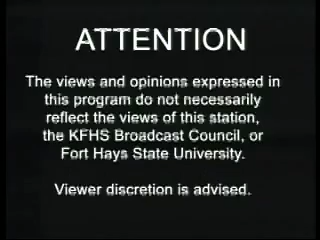 ATTENTION
The views and opinions expressed in
this program do not necessarily
reflect the views of this station,
the KFHS Broadcast Council, or
Fort Hays State University.
Viewer discretion is advised.